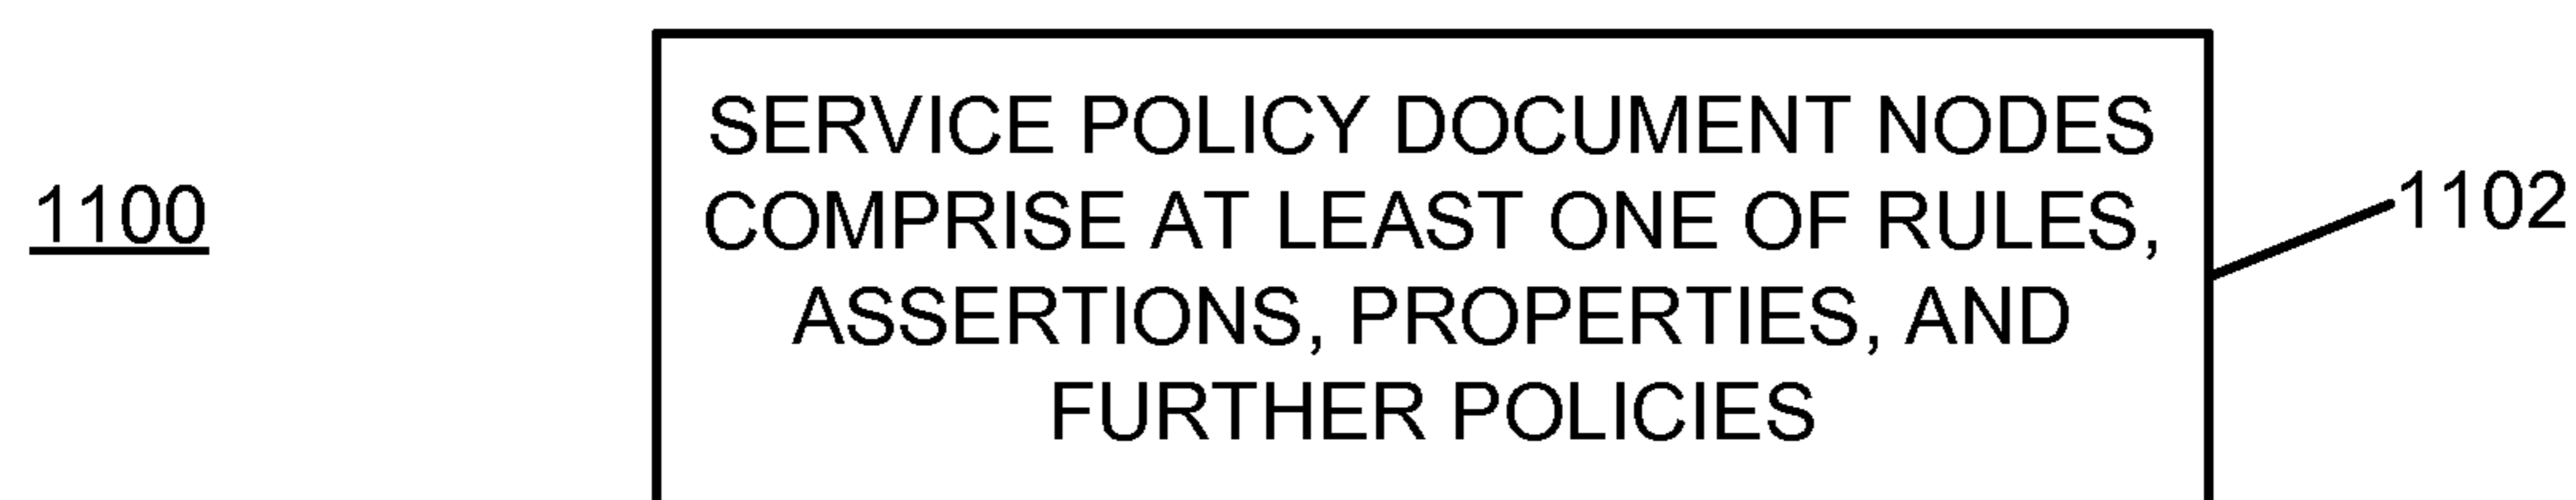 SERVICE POLICY DOCUMENT NODES
COMPRISE AT LEAST ONE OF RULES,
ASSERTIONS, PROPERTIES, AND
FURTHER POLICIES
1100
1102